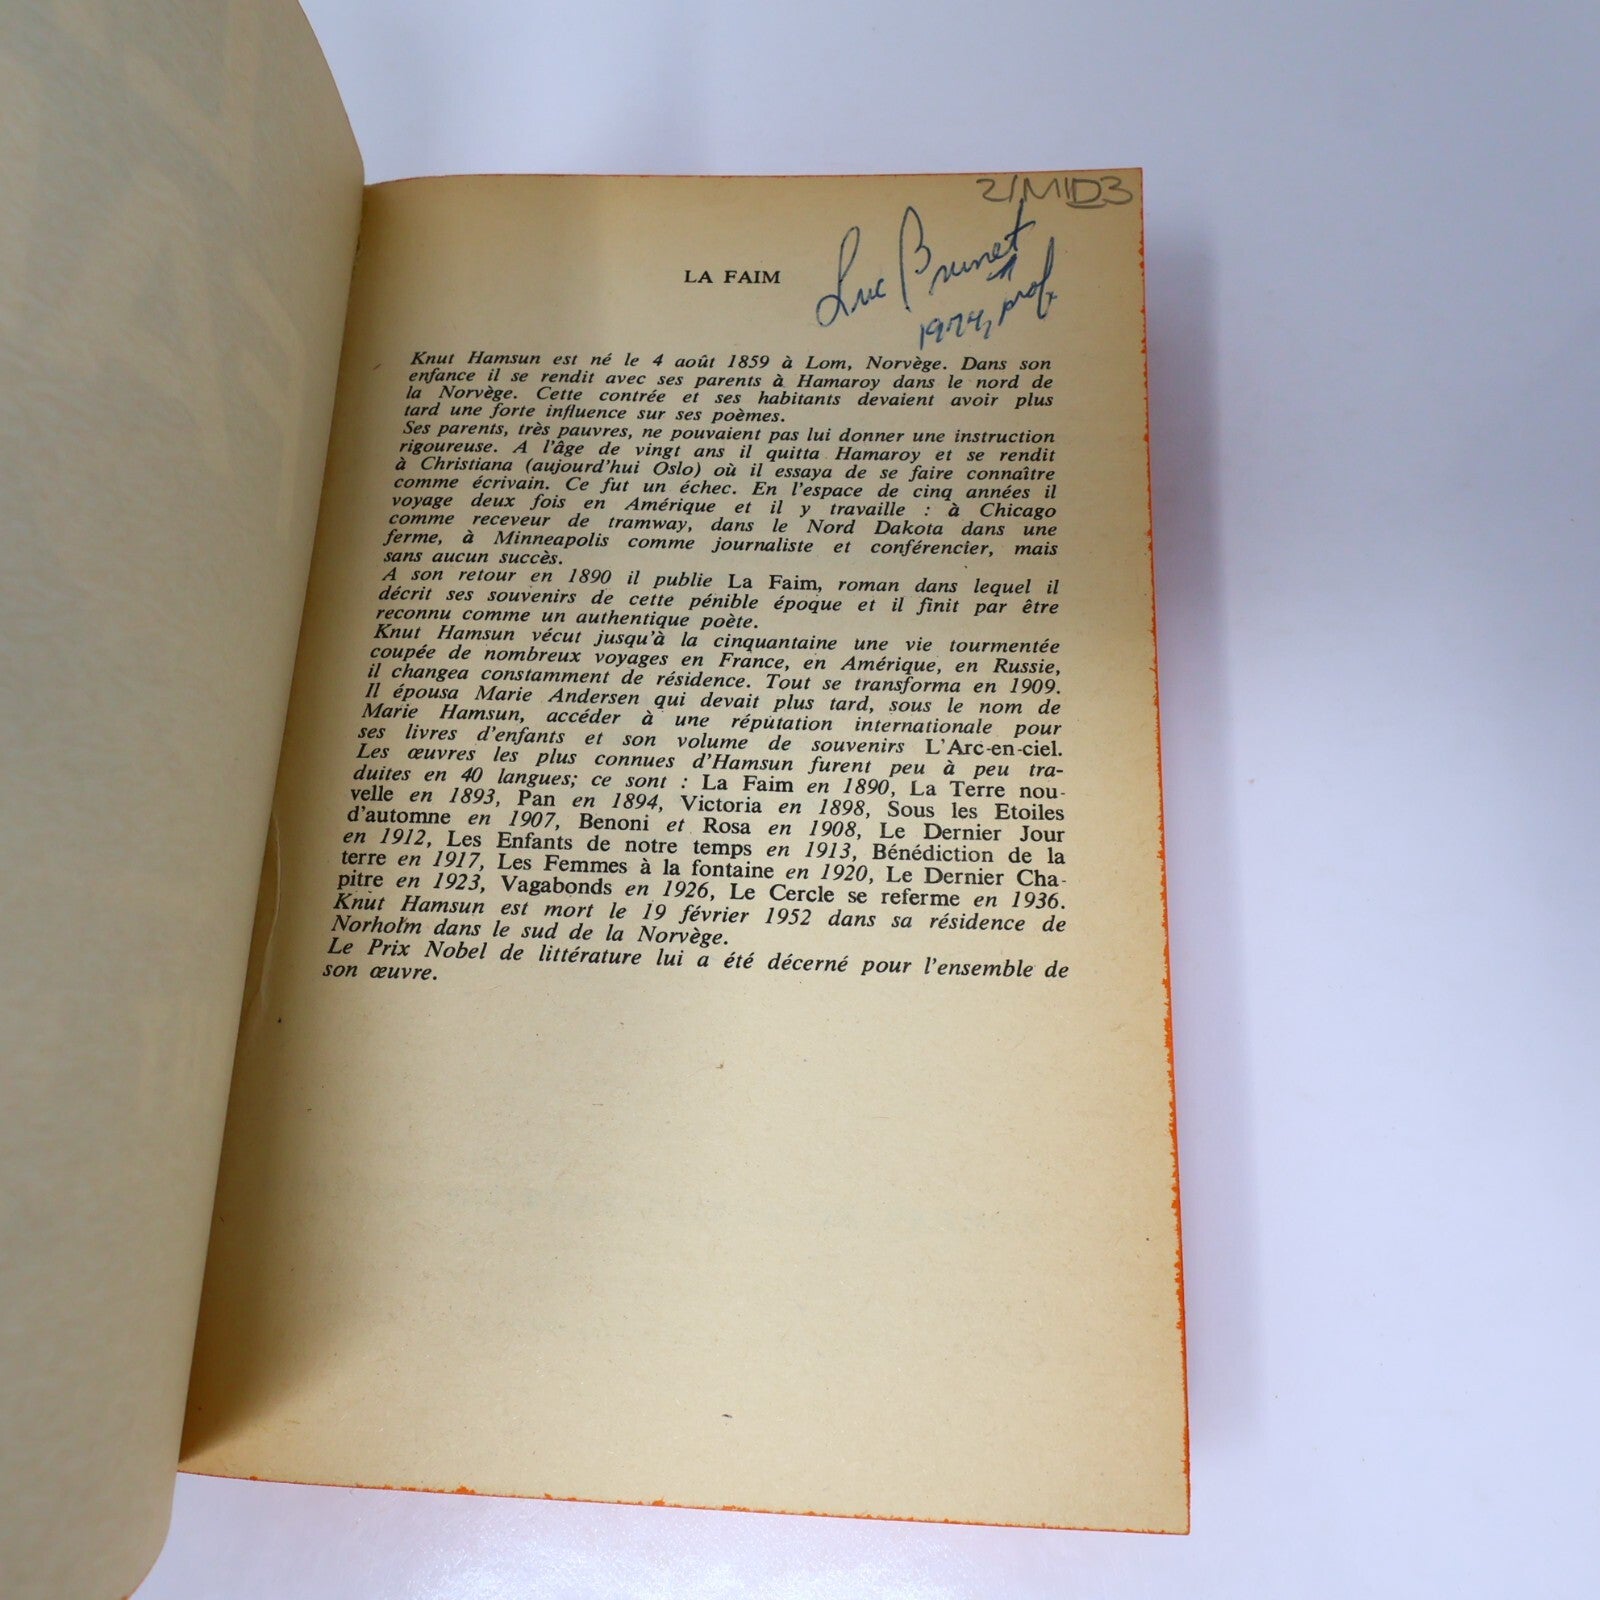 2/MID3
Luc Brunet
1974, prof.
LA FAIM
Knut Hamsun est né le 4 août 1859 à Lom, Norvège. Dans son
enfance il se rendit avec ses parents à Hamaroy dans le nord de
la Norvège. Cette contrée et ses habitants devaient avoir plus
tard une forte influence sur ses poèmes.
Ses parents, très pauvres, ne pouvaient pas lui donner une instruction
rigoureuse. A l'âge de vingt ans il quitta Hamaroy et se rendit
à Christiana (aujourd'hui Oslo) où il essaya de se faire connaître
comme écrivain. Ce fut un échec. En l'espace de cinq années il
voyage deux fois en Amérique et il y travaille : à Chicago
comme receveur de tramway, dans le Nord Dakota dans une
ferme, à Minneapolis comme journaliste et conférencier, mais
sans aucun succès.
A son retour en 1890 il publie La Faim, roman dans lequel il
décrit ses souvenirs de cette pénible époque et il finit par être
reconnu comme un authentique poète.
Knut Hamsun vécut jusqu'à la cinquantaine une vie tourmentée
coupée de nombreux voyages en France, en Amérique, en Russie,
il changea constamment de résidence. Tout se transforma en 1909.
Il épousa Marie Andersen qui devait plus tard, sous le nom de
Marie Hamsun, accéder à une réputation internationale pour
ses livres d'enfants et son volume de souvenirs L'Arc-en-ciel.
Les œuvres les plus connues d'Hamsun furent peu à peu tra-
duites en 40 langues; ce sont : La Faim en 1890, La Terre nou-
velle en 1893, Pan en 1894, Victoria en 1898, Sous les Etoiles
d'automne en 1907, Benoni et Rosa en 1908, Le Dernier Jour
en 1912, Les Enfants de notre temps en 1913, Bénédiction de la
terre en 1917, Les Femmes à la fontaine en 1920, Le Dernier Cha-
pitre en 1923, Vagabonds en 1926, Le Cercle se referme en 1936.
Knut Hamsun est mort le 19 février 1952 dans sa résidence de
Norholm dans le sud de la Norvège.
Le Prix Nobel de littérature lui a été décerné pour l'ensemble de
son œuvre.